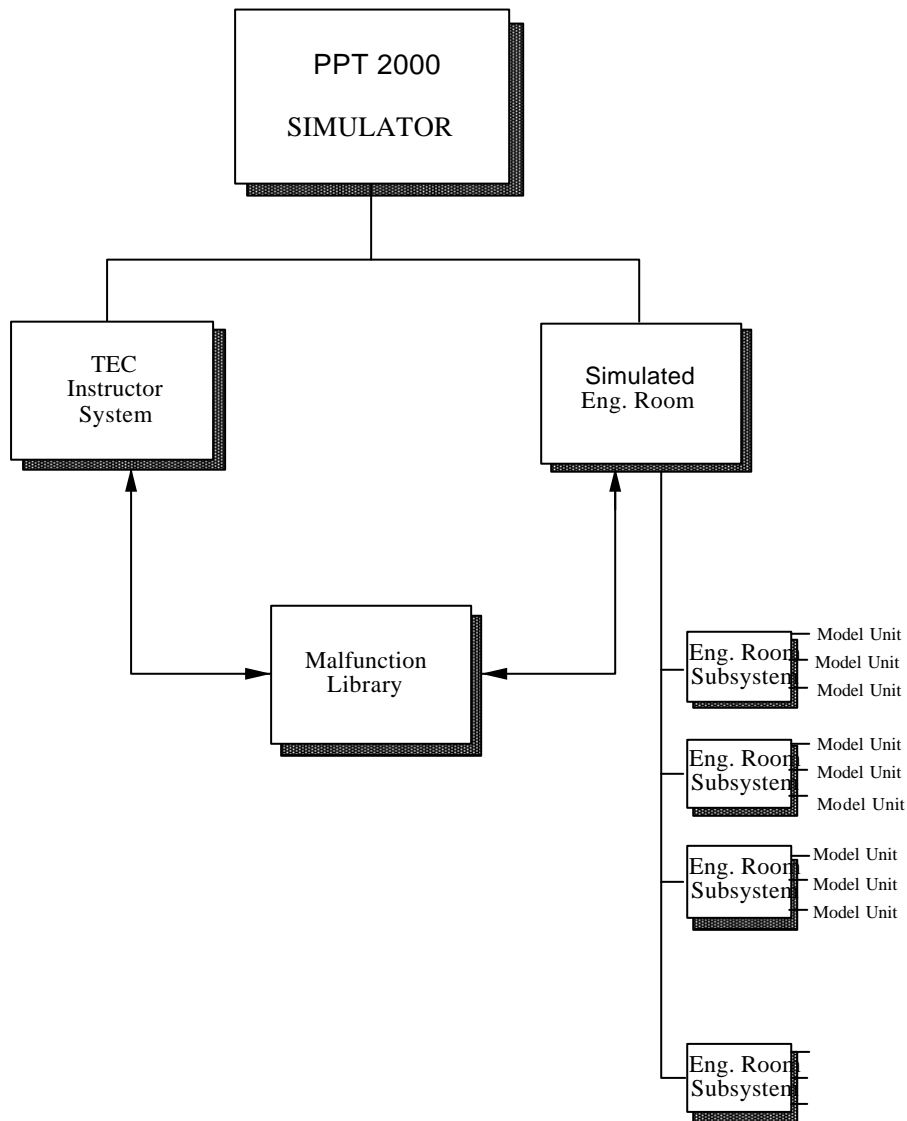 PPT 2000
SIMULATOR
TEC
Instructor
System
Simulated
Eng. Room
Malfunction
Library
Eng. Room
Subsystem
Model Unit
Model Unit
Model Unit
Eng. Room
Subsystem
Model Unit
Model Unit
Model Unit
Eng. Room
Subsystem
Model Unit
Model Unit
Model Unit
Eng. Room
Subsystem